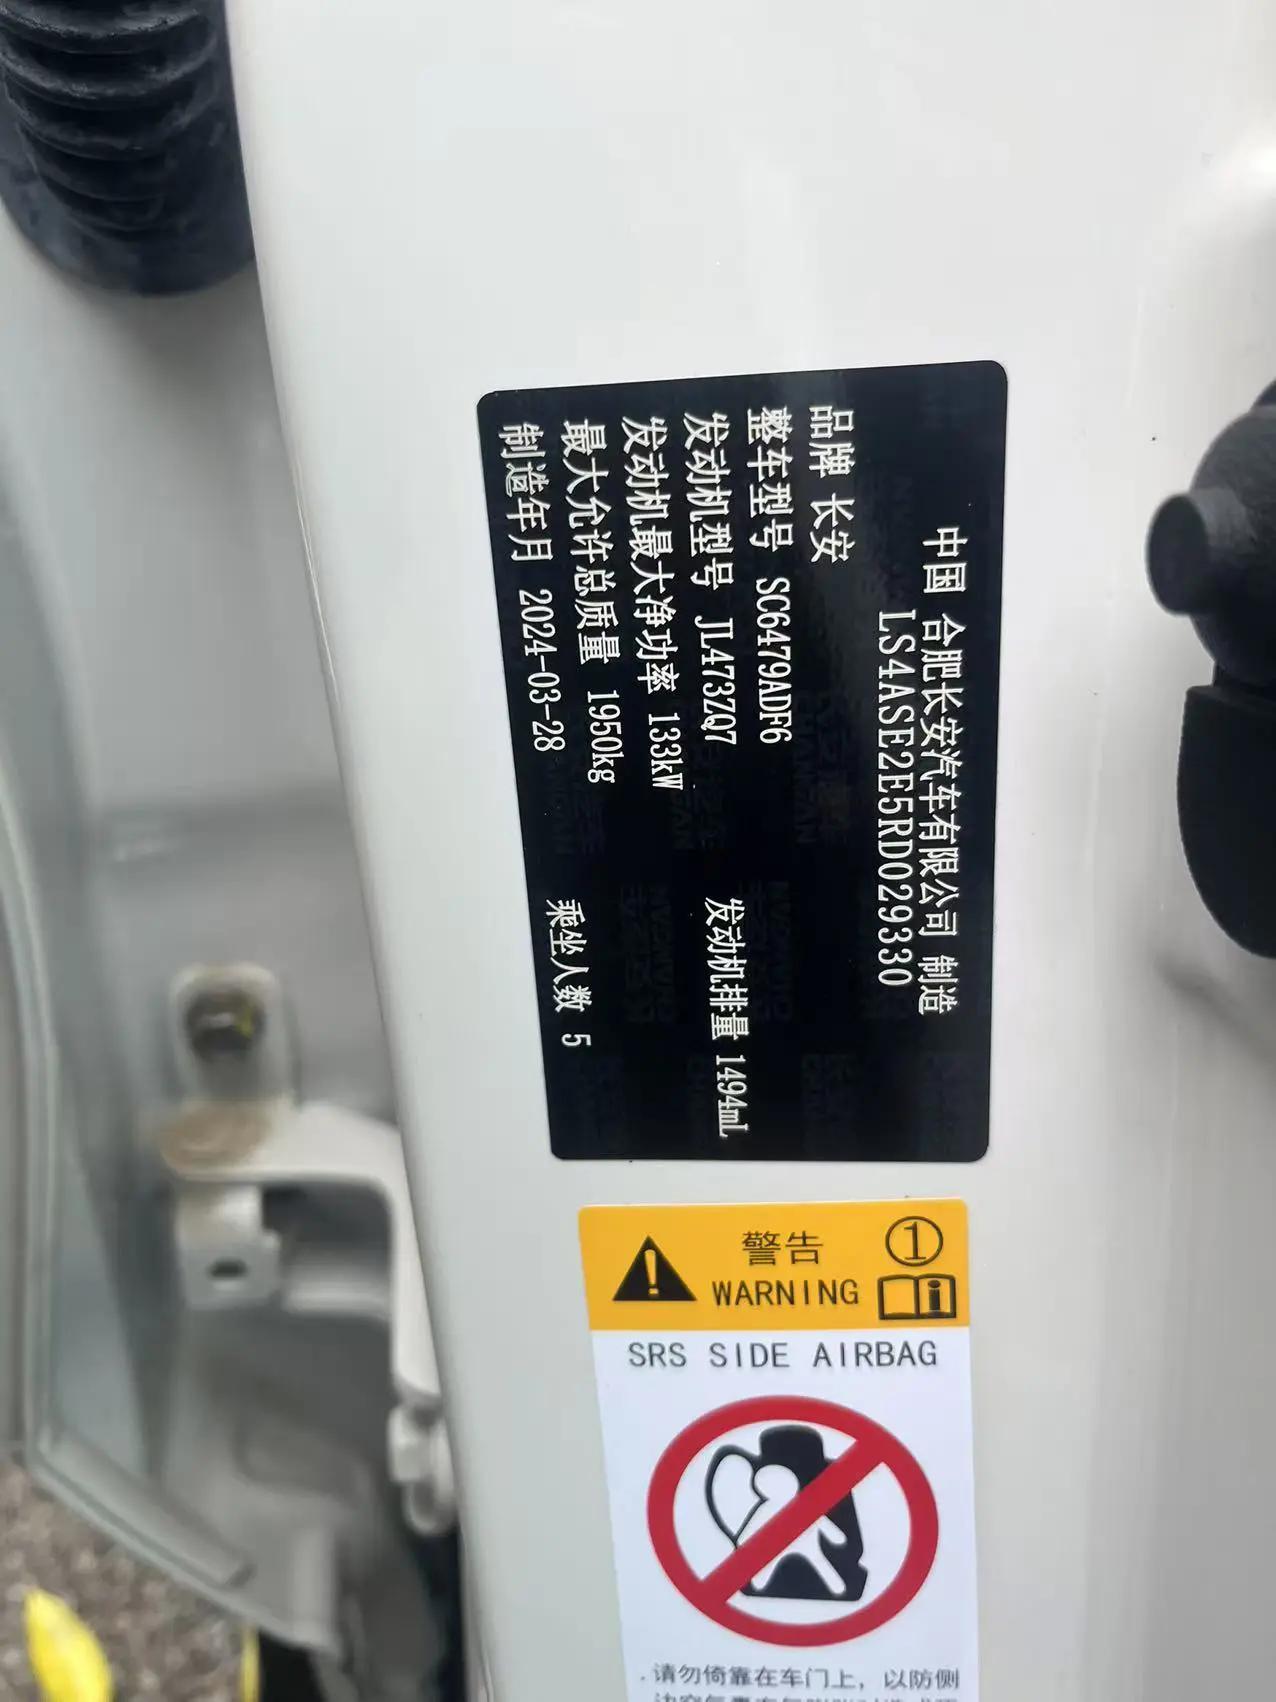 中国 合肥长安汽车有限公司 制造
LS4ASE2E5RD029330
品牌 长安
整车型号 SC6479ADF6
发动机型号 JL473ZQ7 发动机排量 1494mL
发动机最大净功率 133kW
最大允许总质量 1950kg
制造年月 2024-03-28 乘坐人数 5
警告 ①
WARNING
SRS SIDE AIRBAG
.请勿倚靠在车门上，以防侧